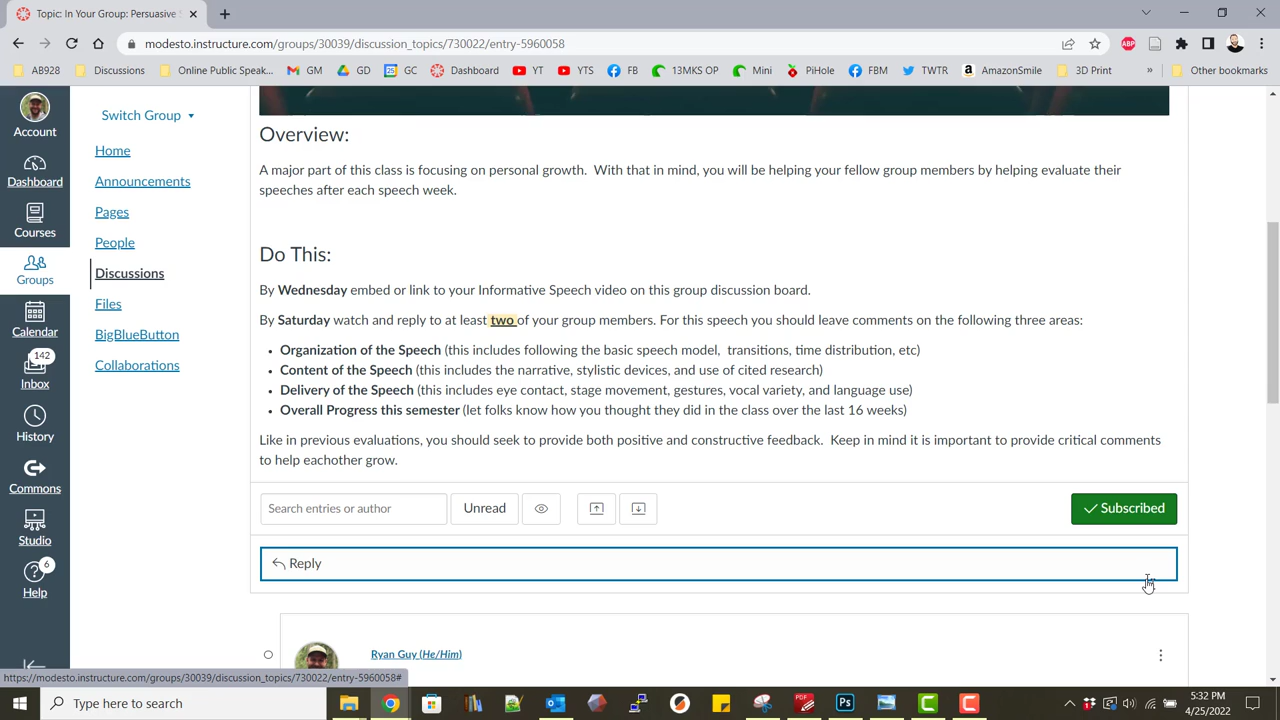 Topic: In Your Group: Persuasive S
modesto.instructure.com/groups/30039/discussion_topics/730022/entry-5960058
AB928
Discussions
Online Public Speak...
GM
GD
GC
Dashboard
YT
YTS
FB
13MKS OP
Mini
PiHole
FBM
TWTR
AmazonSmile
3D Print
»
Other bookmarks
Account
Dashboard
Courses
Groups
Calendar
142
Inbox
History
Commons
Studio
6
Help
Switch Group
Home
Announcements
Pages
People
Discussions
Files
BigBlueButton
Collaborations
Overview:
A major part of this class is focusing on personal growth.  With that in mind, you will be helping your fellow group members by helping evaluate their
speeches after each speech week.
Do This:
By Wednesday embed or link to your Informative Speech video on this group discussion board.
By Saturday watch and reply to at least two of your group members. For this speech you should leave comments on the following three areas:
• Organization of the Speech (this includes following the basic speech model,  transitions, time distribution, etc)
• Content of the Speech (this includes the narrative, stylistic devices, and use of cited research)
• Delivery of the Speech (this includes eye contact, stage movement, gestures, vocal variety, and language use)
• Overall Progress this semester (let folks know how you thought they did in the class over the last 16 weeks)
Like in previous evaluations, you should seek to provide both positive and constructive feedback.  Keep in mind it is important to provide critical comments
to help eachother grow.
Search entries or author
Unread
Subscribed
Reply
Ryan Guy (He/Him)
https://modesto.instructure.com/groups/30039/discussion_topics/730022/entry-5960058#
Type here to search
5:32 PM
4/25/2022